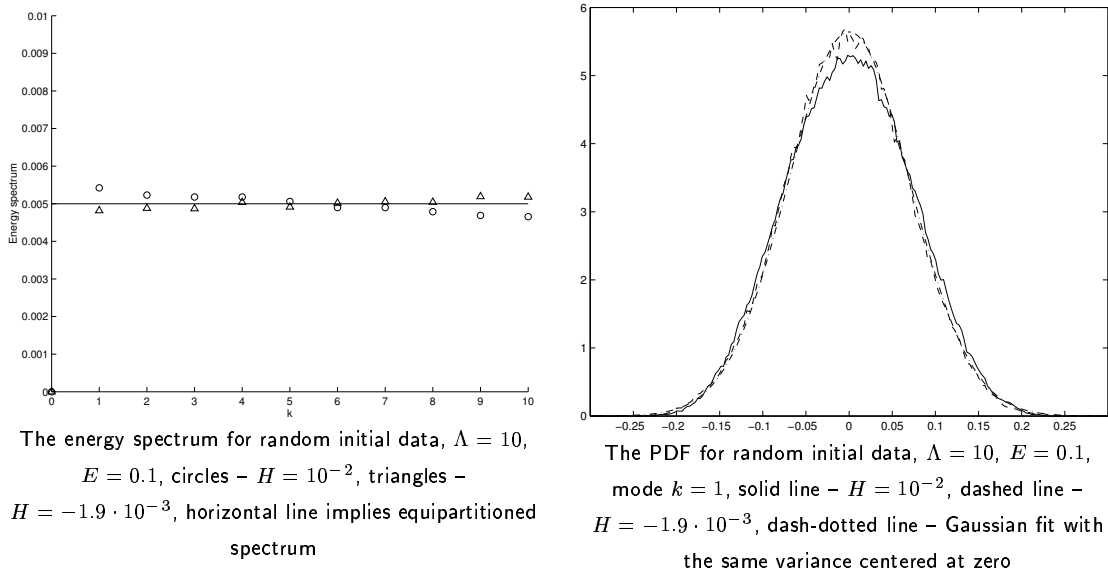 0.01
0.009
0.008
0.007
0.006
0.005
0.004
0.003
0.002
0.001
0
Energy spectrum
0 1 2 3 4 5 6 7 8 9 10
k
The energy spectrum for random initial data, Λ = 10,
E = 0.1, circles – H = 10⁻², triangles –
H = −1.9 · 10⁻³, horizontal line implies equipartitioned
spectrum
6
5
4
3
2
1
0
−0.25 −0.2 −0.15 −0.1 −0.05 0 0.05 0.1 0.15 0.2 0.25
The PDF for random initial data, Λ = 10, E = 0.1,
mode k = 1, solid line – H = 10⁻², dashed line –
H = −1.9 · 10⁻³, dash-dotted line – Gaussian fit with
the same variance centered at zero